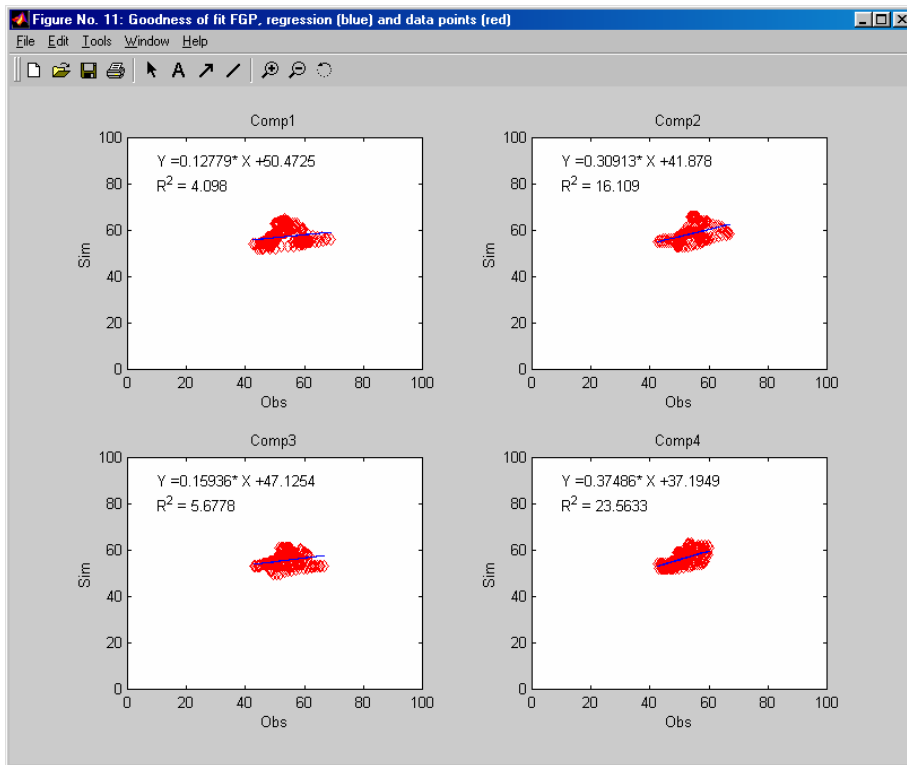 Figure No. 11: Goodness of fit FGP, regression (blue) and data points (red)
File Edit Tools Window Help
A
Comp1
Y =0.12779* X +50.4725
R² = 4.098
100
80
60
40
20
0
Sim
0 20 40 60 80 100
Obs
Comp2
Y =0.30913* X +41.878
R² = 16.109
100
80
60
40
20
0
Sim
0 20 40 60 80 100
Obs
Comp3
Y =0.15936* X +47.1254
R² = 5.6778
100
80
60
40
20
0
Sim
0 20 40 60 80 100
Obs
Comp4
Y =0.37486* X +37.1949
R² = 23.5633
100
80
60
40
20
0
Sim
0 20 40 60 80 100
Obs